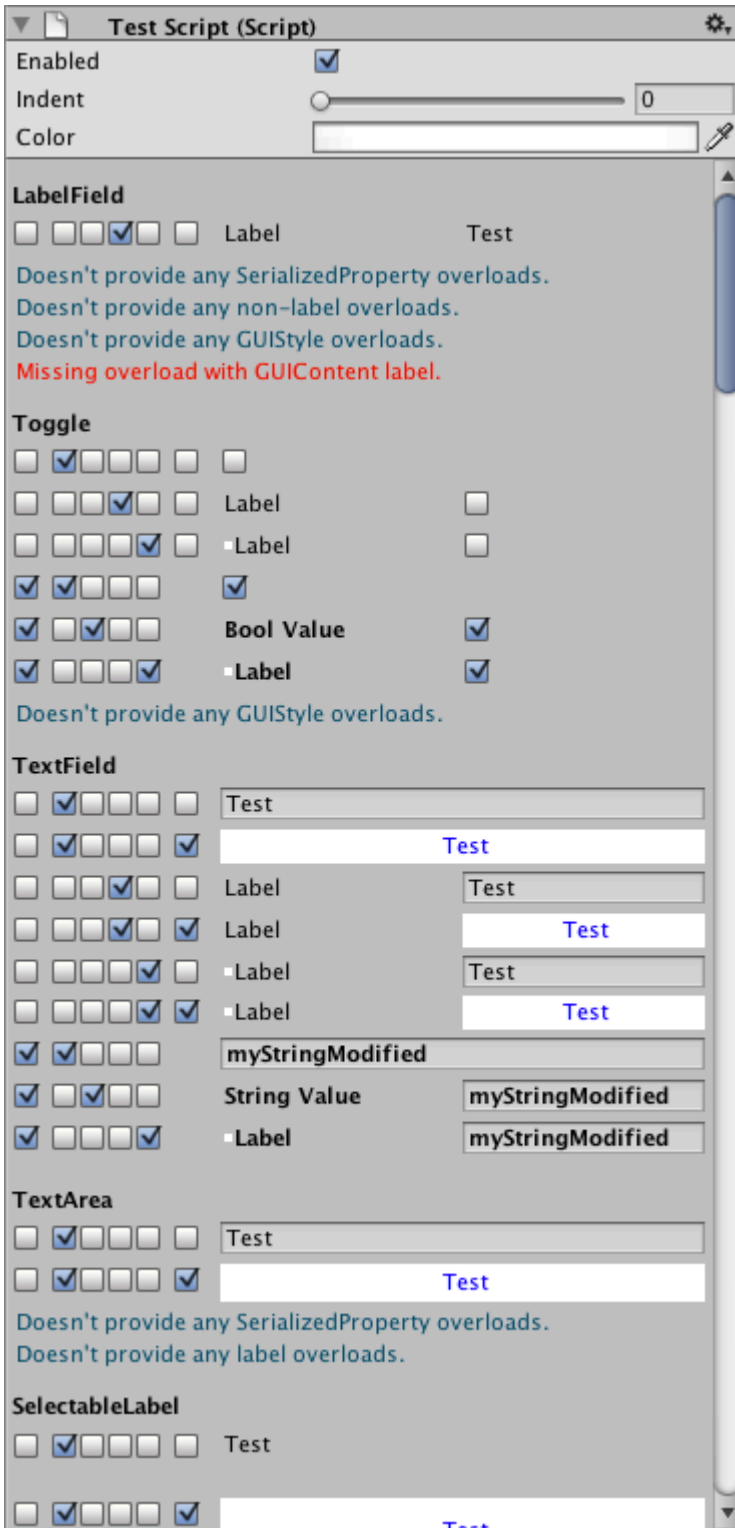 Test Script (Script)
Enabled
Indent 0
Color
LabelField
Label Test
Doesn't provide any SerializedProperty overloads.
Doesn't provide any non-label overloads.
Doesn't provide any GUIStyle overloads.
Missing overload with GUIContent label.
Toggle
Label
Label
Bool Value
Label
Doesn't provide any GUIStyle overloads.
TextField
Test
Test
Label Test
Label Test
Label Test
Label Test
myStringModified
String Value myStringModified
Label myStringModified
TextArea
Test
Test
Doesn't provide any SerializedProperty overloads.
Doesn't provide any label overloads.
SelectableLabel
Test
Test